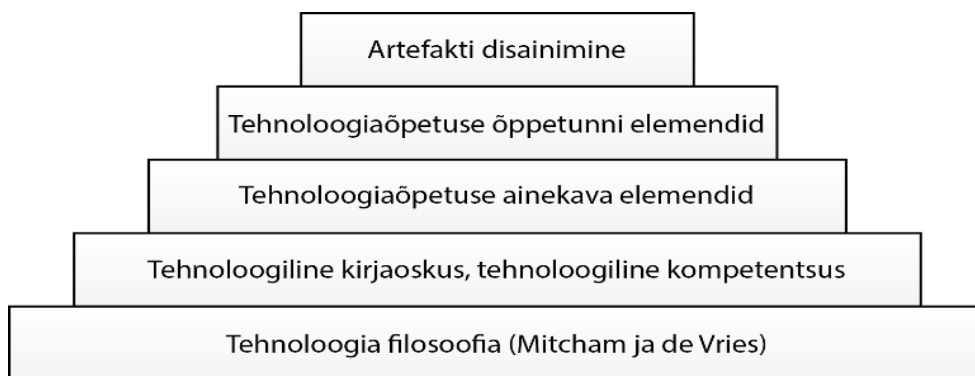 Artefakti disainimine
Tehnoloogiaõpetuse õppetunni elemendid
Tehnoloogiaõpetuse ainekava elemendid
Tehnoloogiline kirjaoskus, tehnoloogiline kompetentsus
Tehnoloogia filosoofia (Mitcham ja de Vries)